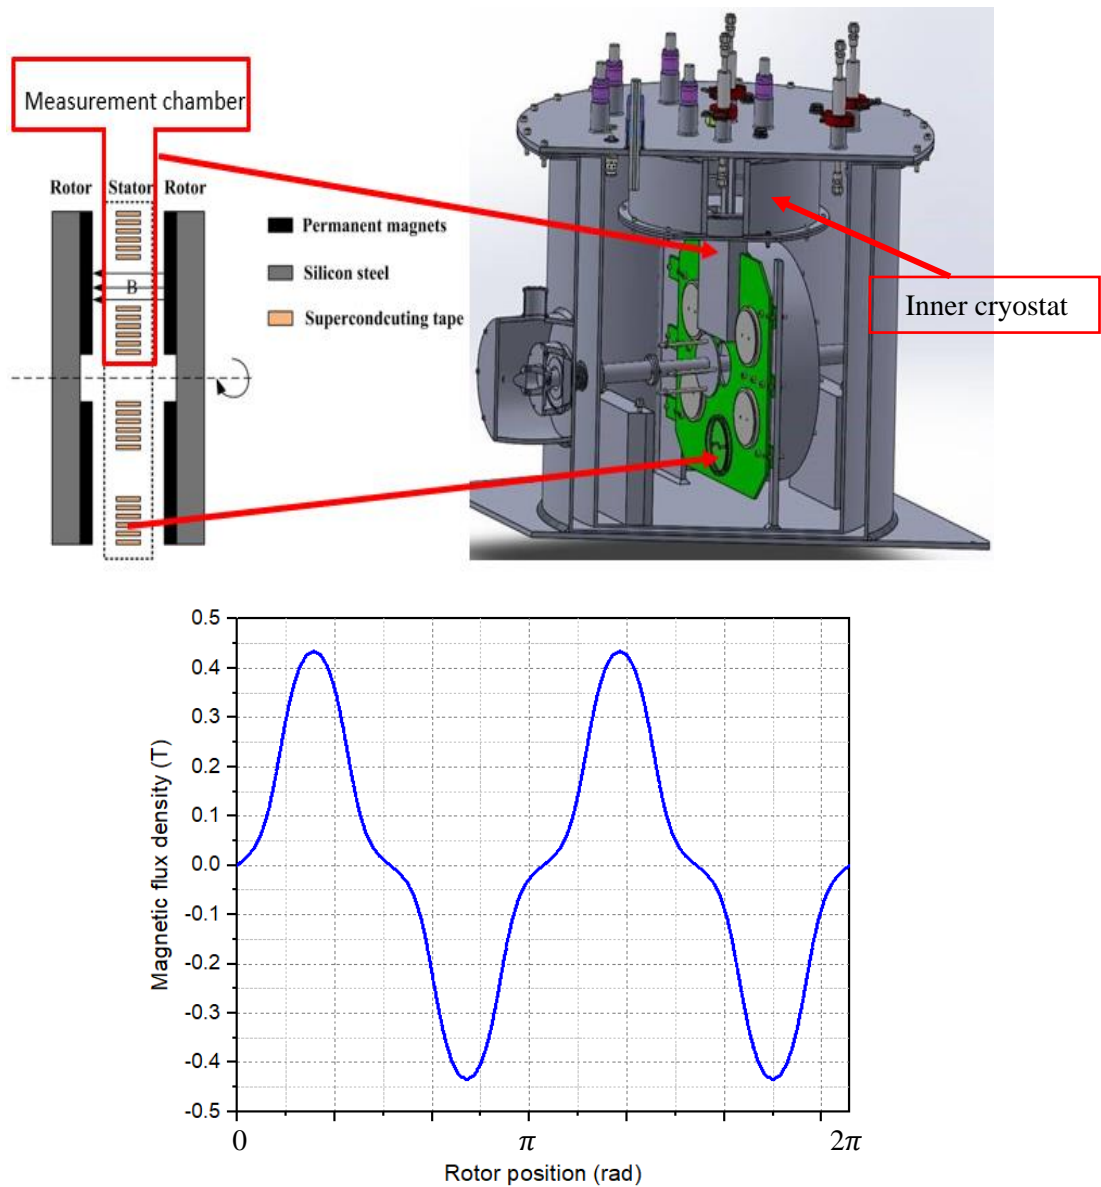 Measurement chamber
Rotor Stator Rotor
Permanent magnets
Silicon steel
Supercondcuting tape
B
Inner cryostat
0.5
0.4
0.3
0.2
0.1
0.0
-0.1
-0.2
-0.3
-0.4
-0.5
Magnetic flux density (T)
0 π 2π
Rotor position (rad)